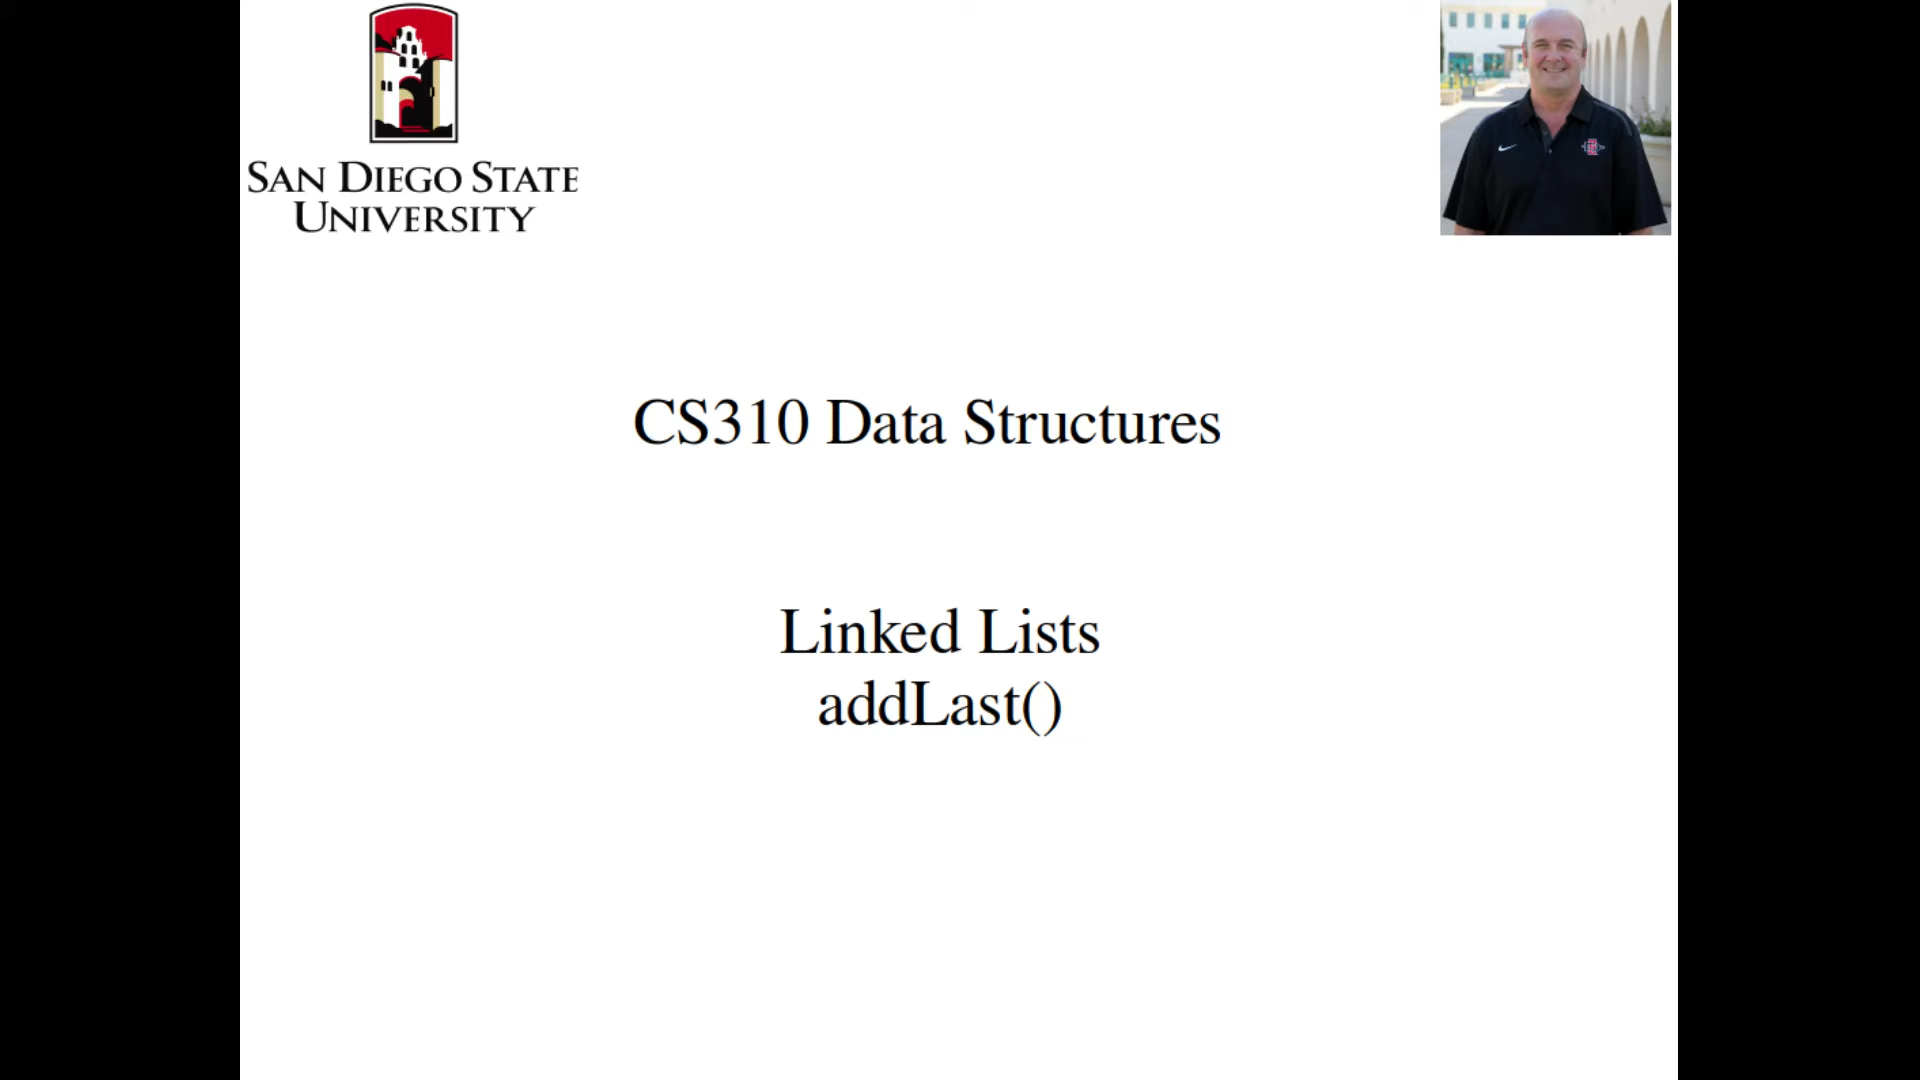 SAN DIEGO STATE
UNIVERSITY
CS310 Data Structures
Linked Lists
addLast()